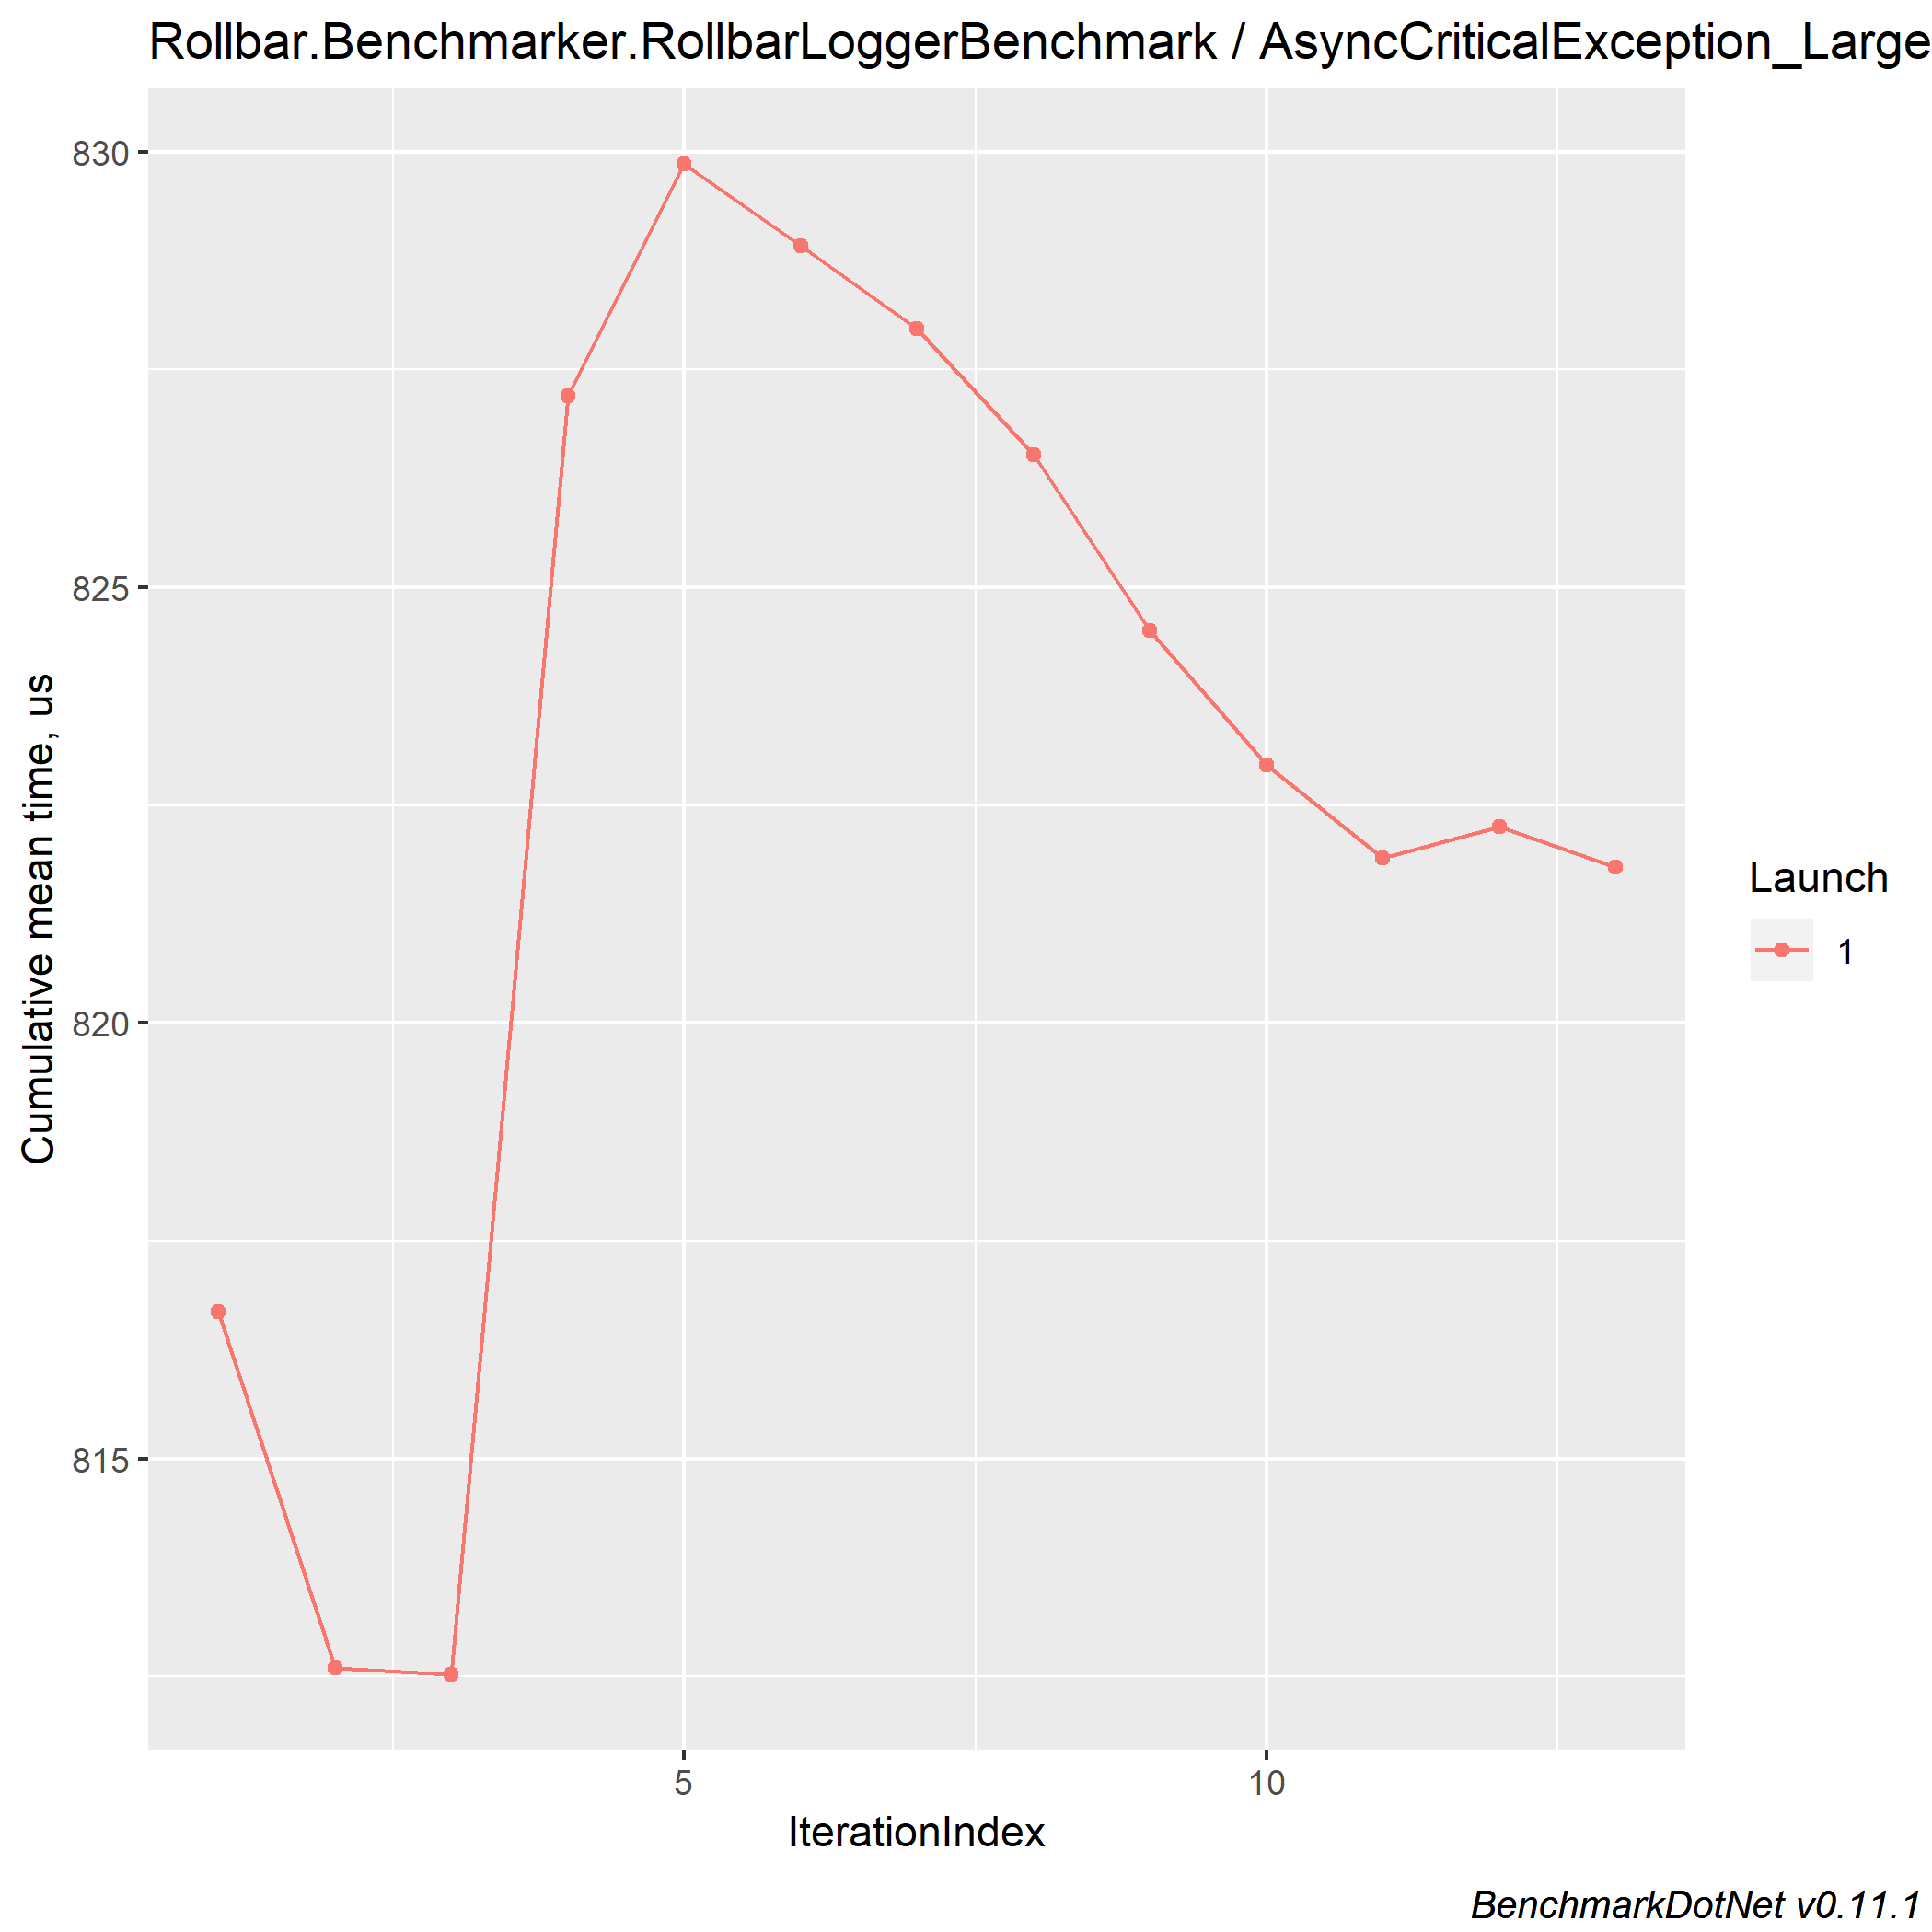 Rollbar.Benchmarker.RollbarLoggerBenchmark / AsyncCriticalException_Large
830
825
820
815
Cumulative mean time, us
5
10
IterationIndex
Launch
1
BenchmarkDotNet v0.11.1